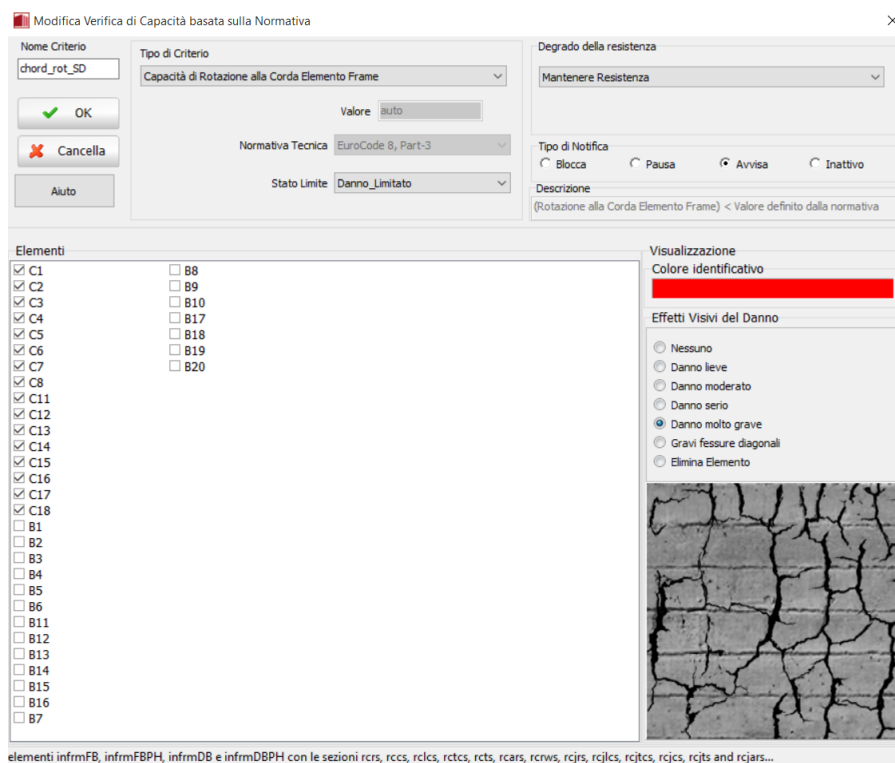 Modifica Verifica di Capacità basata sulla Normativa
Nome Criterio
chord_rot_SD
OK
Cancella
Aiuto
Tipo di Criterio
Capacità di Rotazione alla Corda Elemento Frame
Valore auto
Normativa Tecnica EuroCode 8, Part-3
Stato Limite Danno_Limitato
Degrado della resistenza
Mantenere Resistenza
Tipo di Notifica
Blocca Pausa Avvisa Inattivo
Descrizione
(Rotazione alla Corda Elemento Frame) < Valore definito dalla normativa
Elementi
C1
C2
C3
C4
C5
C6
C7
C8
C11
C12
C13
C14
C15
C16
C17
C18
B1
B2
B3
B4
B5
B6
B11
B12
B13
B14
B15
B16
B7
B8
B9
B10
B17
B18
B19
B20
Visualizzazione
Colore identificativo
Effetti Visivi del Danno
Nessuno
Danno lieve
Danno moderato
Danno serio
Danno molto grave
Gravi fessure diagonali
Elimina Elemento
elementi infrmFB, infrmFBPH, infrmDB e infrmDBPH con le sezioni rcrs, rccs, rclcs, rctcs, rcts, rcars, rcrws, rcjrs, rcjlcs, rcjtcs, rcjcs, rcjts and rcjars...